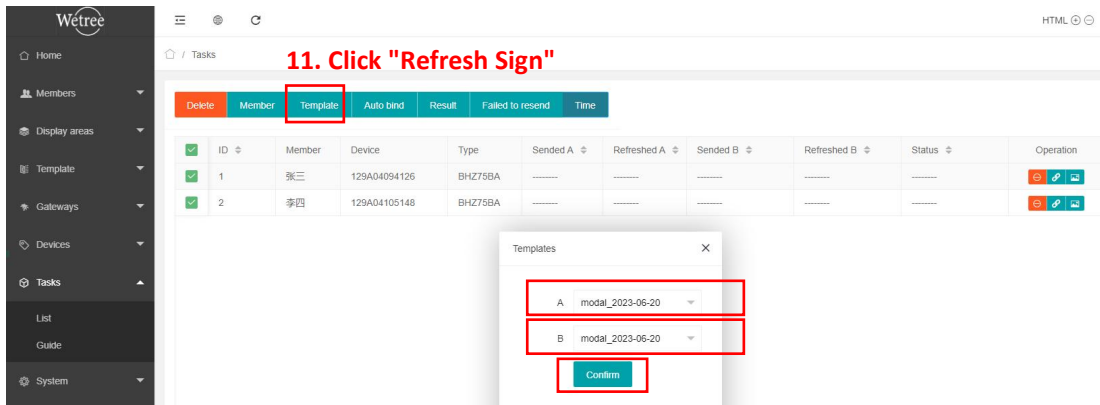 Wetree
HTML
Home
/ Tasks
11. Click "Refresh Sign"
Members
Delete Member Template Auto bind Result Failed to resend Time
Display areas
ID Member Device Type Sended A Refreshed A Sended B Refreshed B Status Operation
Template
1 张三 129A04094126 BHZ75BA -------- -------- -------- -------- --------
Gateways
2 李四 129A04105148 BHZ75BA -------- -------- -------- -------- --------
Devices
Templates
Tasks
A modal_2023-06-20
List
B modal_2023-06-20
Guide
Confirm
System